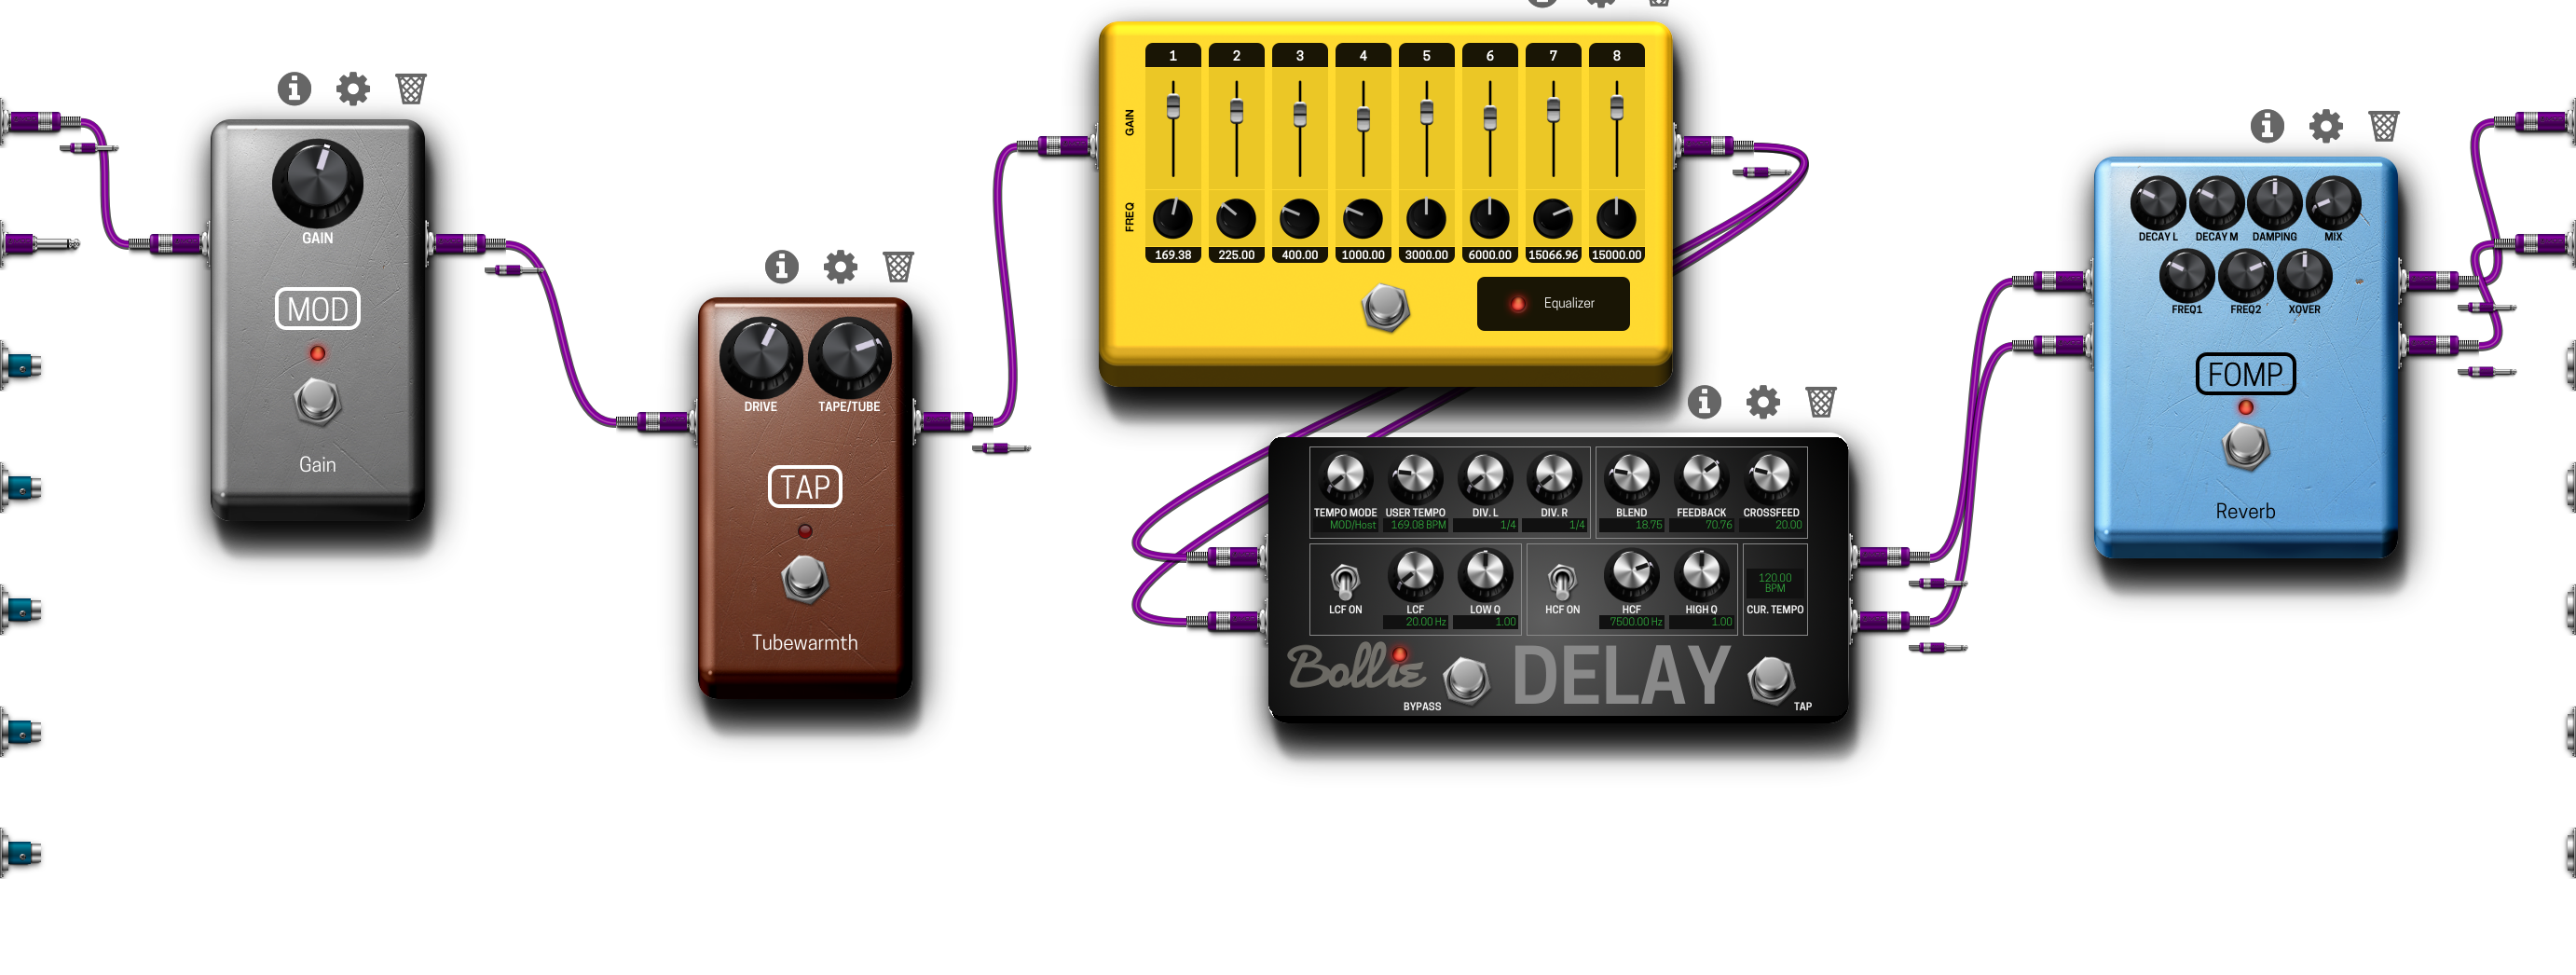 GAIN
MOD
Gain
DRIVE TAPE/TUBE
TAP
Tubewarmth
1 2 3 4 5 6 7 8
GAIN
FREQ
169.38 225.00 400.00 1000.00 3000.00 6000.00 15066.96 15000.00
Equalizer
TEMPO MODE USER TEMPO DIV. L DIV. R BLEND FEEDBACK CROSSFEED
MOD/Host 169.08 BPM 1/4 1/4 18.75 70.76 20.00
120.00
BPM
LCF ON LCF LOW Q HCF ON HCF HIGH Q CUR. TEMPO
20.00 Hz 1.00 7500.00 Hz 1.00
Bollie DELAY
BYPASS TAP
DECAY L DECAY M DAMPING MIX
FREQ1 FREQ2 XOVER
FOMP
Reverb